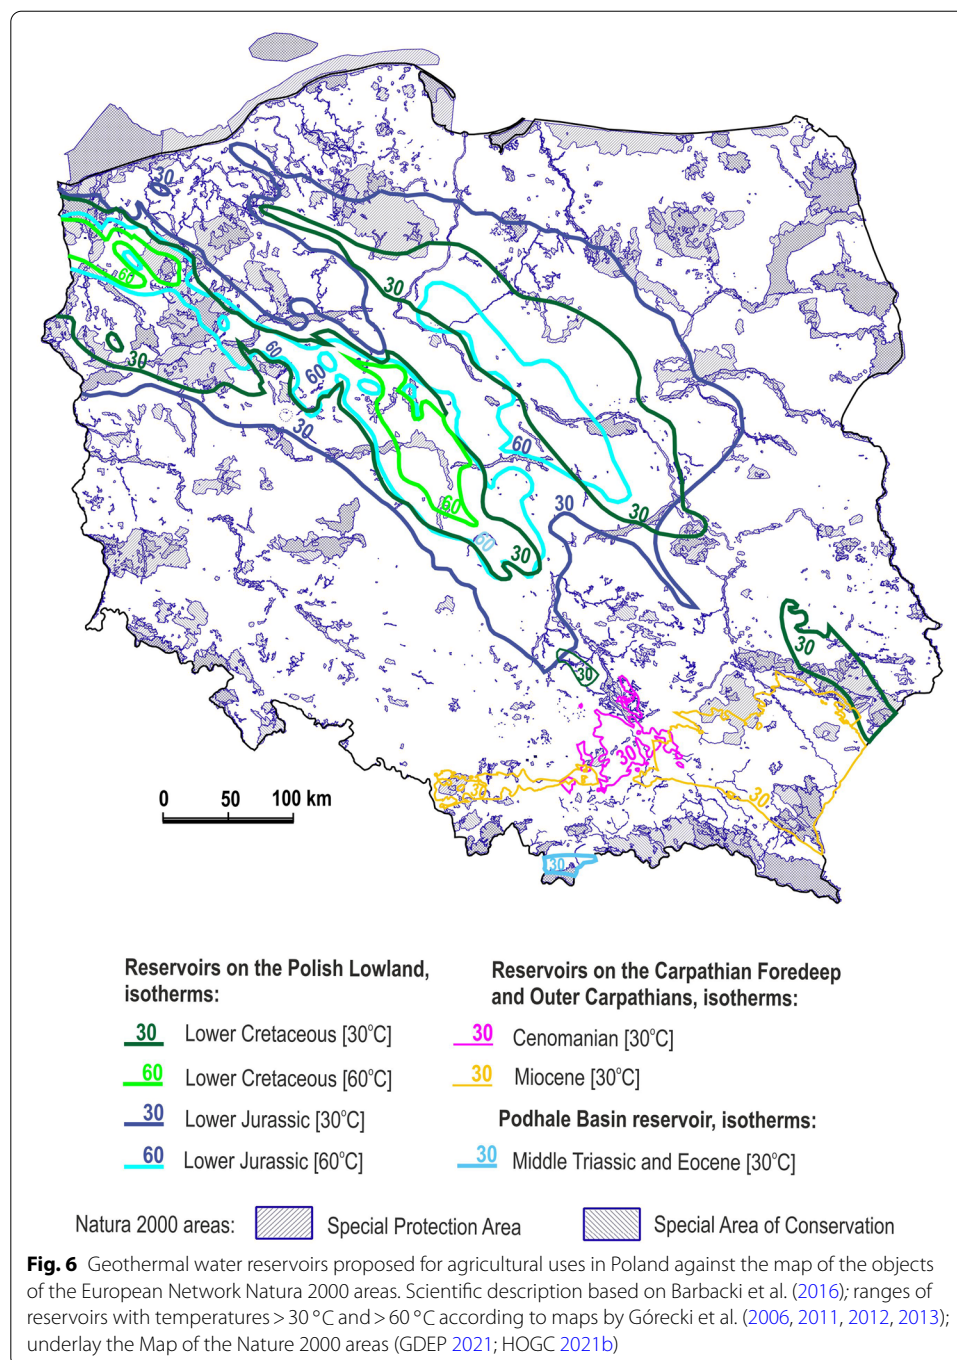 30
30
60
30
30
60
60
30
60
60
30
60
30
30
30
30
30
30
30
30
0 50 100 km
Reservoirs on the Polish Lowland,
isotherms:
30 Lower Cretaceous [30°C]
60 Lower Cretaceous [60°C]
30 Lower Jurassic [30°C]
60 Lower Jurassic [60°C]
Reservoirs on the Carpathian Foredeep
and Outer Carpathians, isotherms:
30 Cenomanian [30°C]
30 Miocene [30°C]
Podhale Basin reservoir, isotherms:
30 Middle Triassic and Eocene [30°C]
Natura 2000 areas: Special Protection Area Special Area of Conservation
Fig. 6 Geothermal water reservoirs proposed for agricultural uses in Poland against the map of the objects
of the European Network Natura 2000 areas. Scientific description based on Barbacki et al. (2016); ranges of
reservoirs with temperatures > 30 °C and > 60 °C according to maps by Górecki et al. (2006, 2011, 2012, 2013);
underlay the Map of the Nature 2000 areas (GDEP 2021; HOGC 2021b)